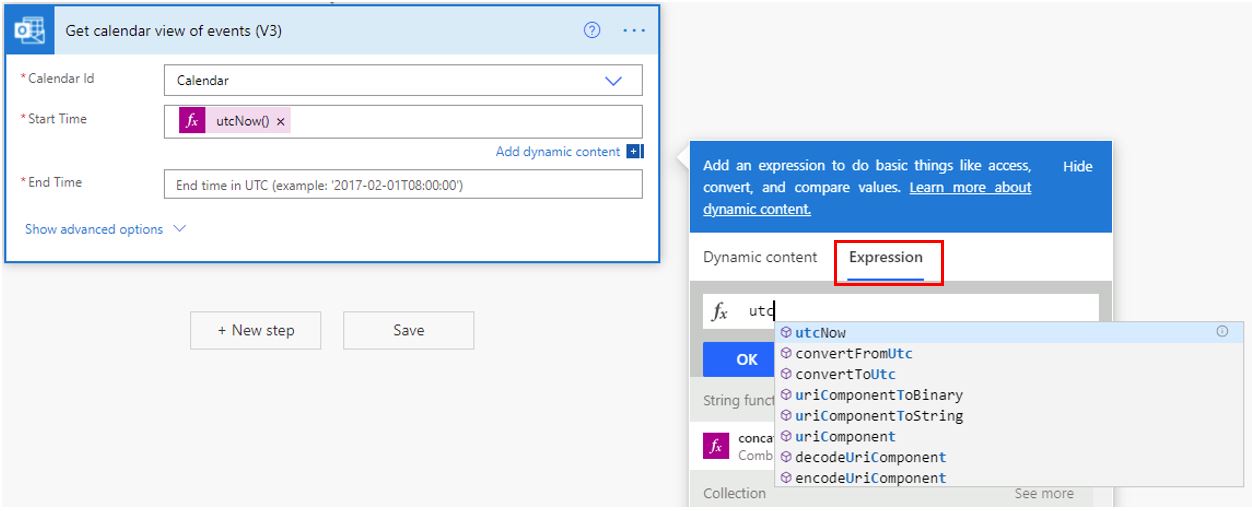 Get calendar view of events (V3)
* Calendar Id
Calendar
* Start Time
fx utcNow() ×
Add dynamic content
* End Time
End time in UTC (example: '2017-02-01T08:00:00')
Show advanced options
+ New step
Save
Add an expression to do basic things like access,
convert, and compare values. Learn more about
dynamic content.
Hide
Dynamic content
Expression
fx utc
utcNow
convertFromUtc
convertToUtc
uriComponentToBinary
uriComponentToString
uriComponent
decodeUriComponent
encodeUriComponent
OK
String funct
fx conca
Comb
Collection
See more